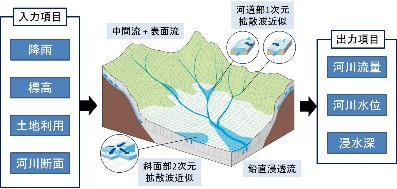 入力項目
降雨
標高
土地利用
河川断面
中間流 + 表面流
河道部1次元
拡散波近似
斜面部2次元
拡散波近似
鉛直浸透流
出力項目
河川流量
河川水位
浸水深